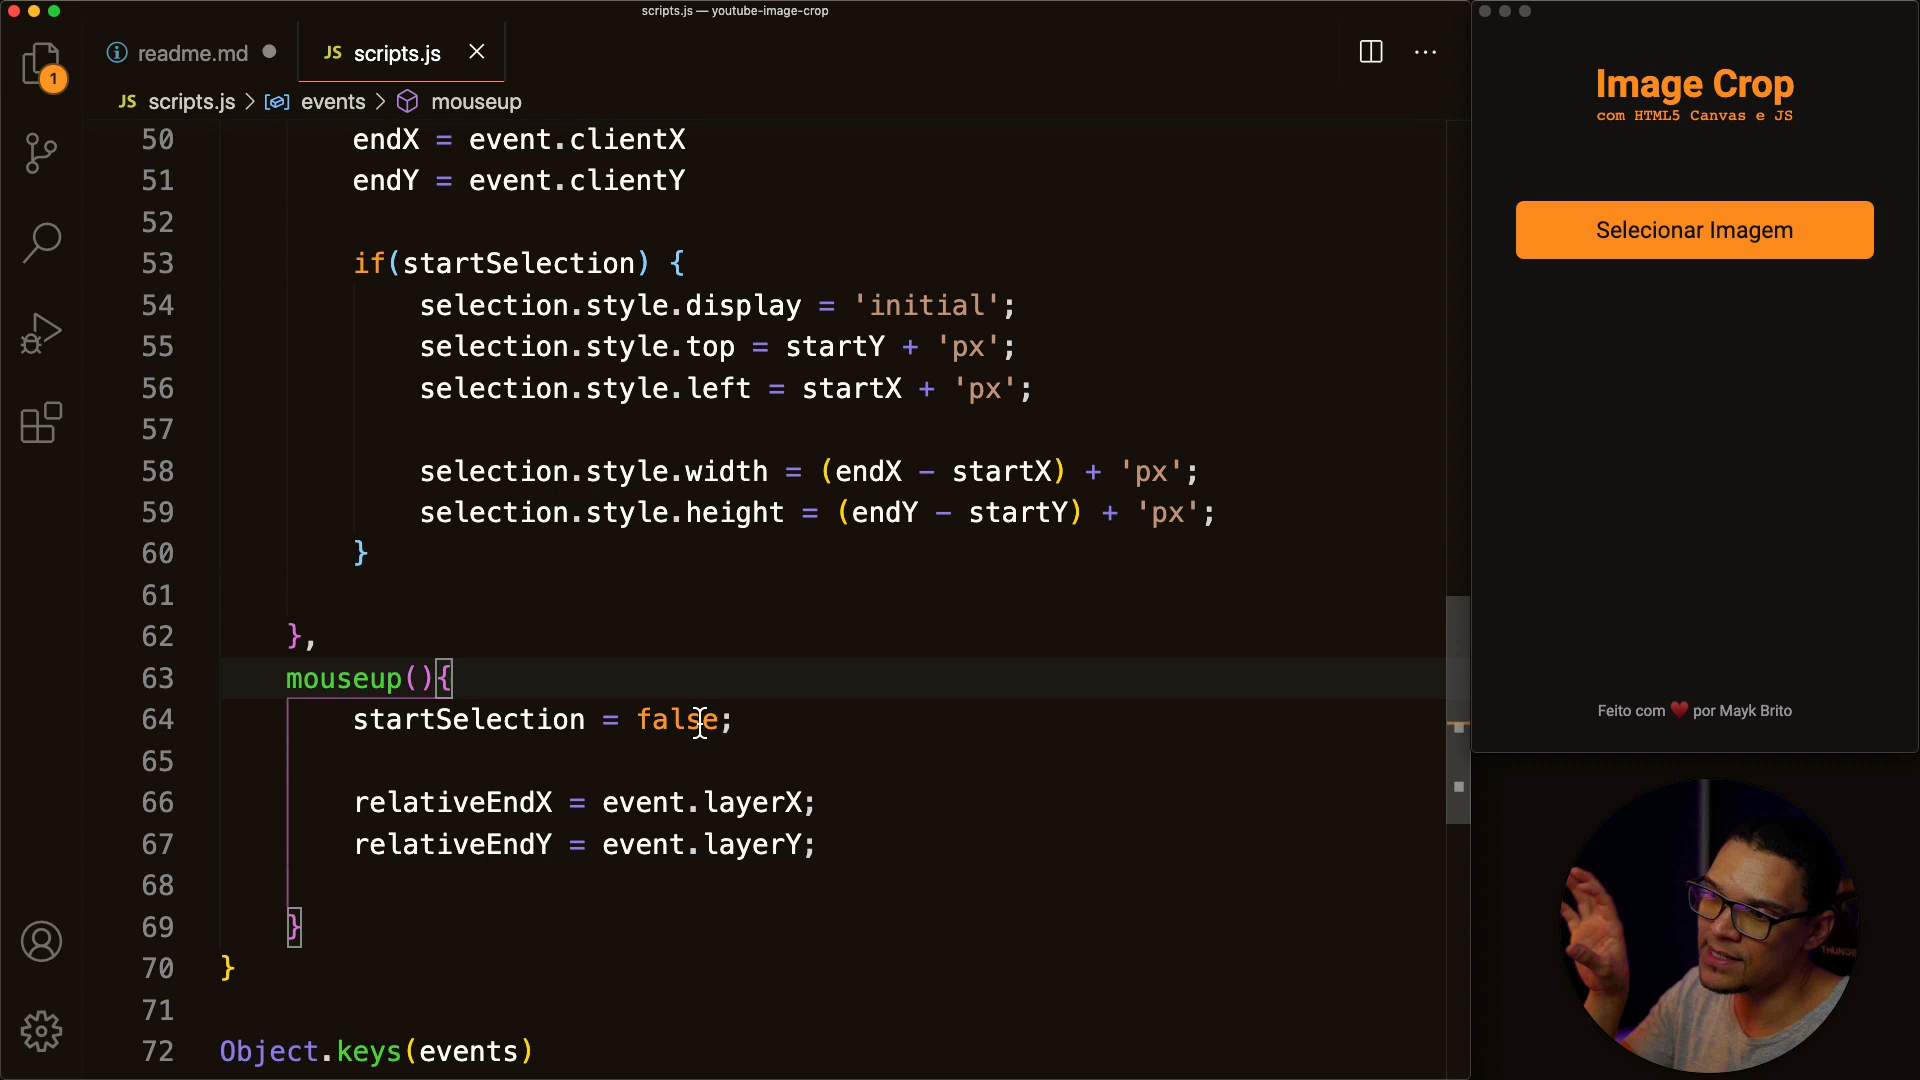 scripts.js — youtube-image-crop
readme.md
JS scripts.js
1
JS scripts.js > events > mouseup
50 endX = event.clientX
51 endY = event.clientY
52
53 if(startSelection) {
54 selection.style.display = 'initial';
55 selection.style.top = startY + 'px';
56 selection.style.left = startX + 'px';
57
58 selection.style.width = (endX - startX) + 'px';
59 selection.style.height = (endY - startY) + 'px';
60 }
61
62 },
63 mouseup(){
64 startSelection = false;
65
66 relativeEndX = event.layerX;
67 relativeEndY = event.layerY;
68
69 }
70 }
71
72 Object.keys(events)
Image Crop
com HTML5 Canvas e JS
Selecionar Imagem
Feito com ❤️ por Mayk Brito